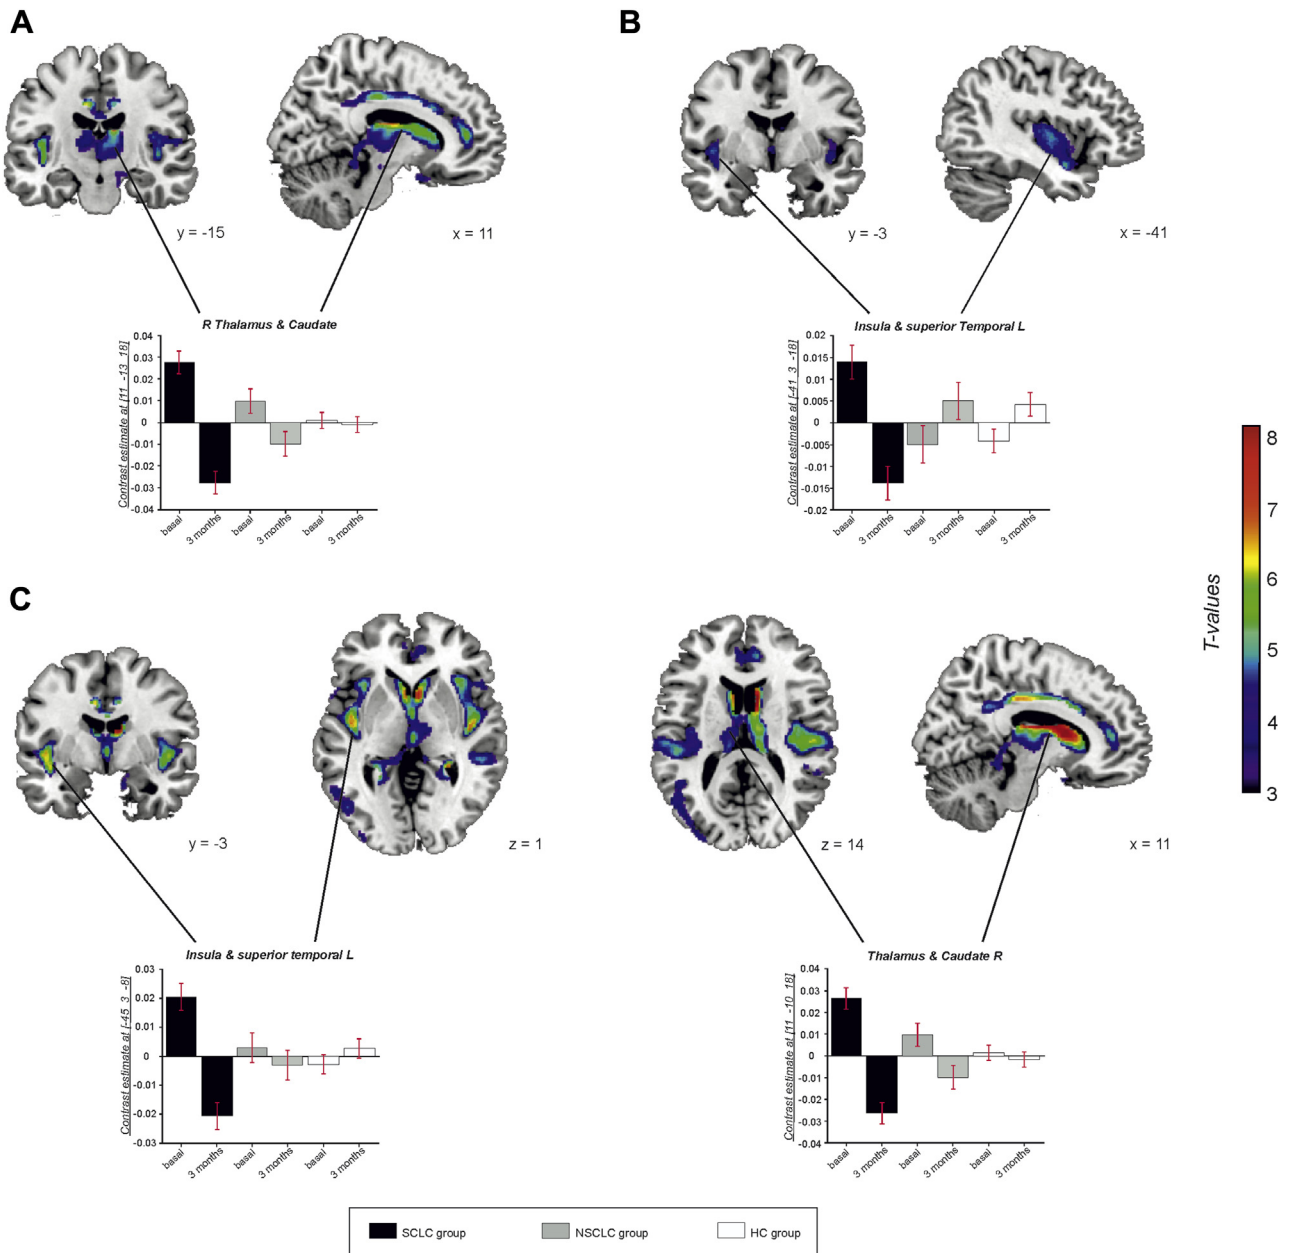 A
B
y = -15
x = 11
y = -3
x = -41
R Thalamus & Caudate
Contrast estimate at [11 -13 18]
0.04
0.03
0.02
0.01
0
-0.01
-0.02
-0.03
-0.04
basal
3 months
basal
3 months
basal
3 months
Insula & superior Temporal L
Contrast estimate at [-41 3 -18]
0.02
0.015
0.01
0.005
0
-0.005
-0.01
-0.015
-0.02
basal
3 months
basal
3 months
basal
3 months
T-values
8
7
6
5
4
3
C
y = -3
z = 1
z = 14
x = 11
Insula & superior temporal L
Contrast estimate at [-45 3 -8]
0.03
0.02
0.01
0
-0.01
-0.02
-0.03
basal
3 months
basal
3 months
basal
3 months
Thalamus & Caudate R
Contrast estimate at [11 -10 18]
0.04
0.03
0.02
0.01
0
-0.01
-0.02
-0.03
-0.04
basal
3 months
basal
3 months
basal
3 months
SCLC group
NSCLC group
HC group